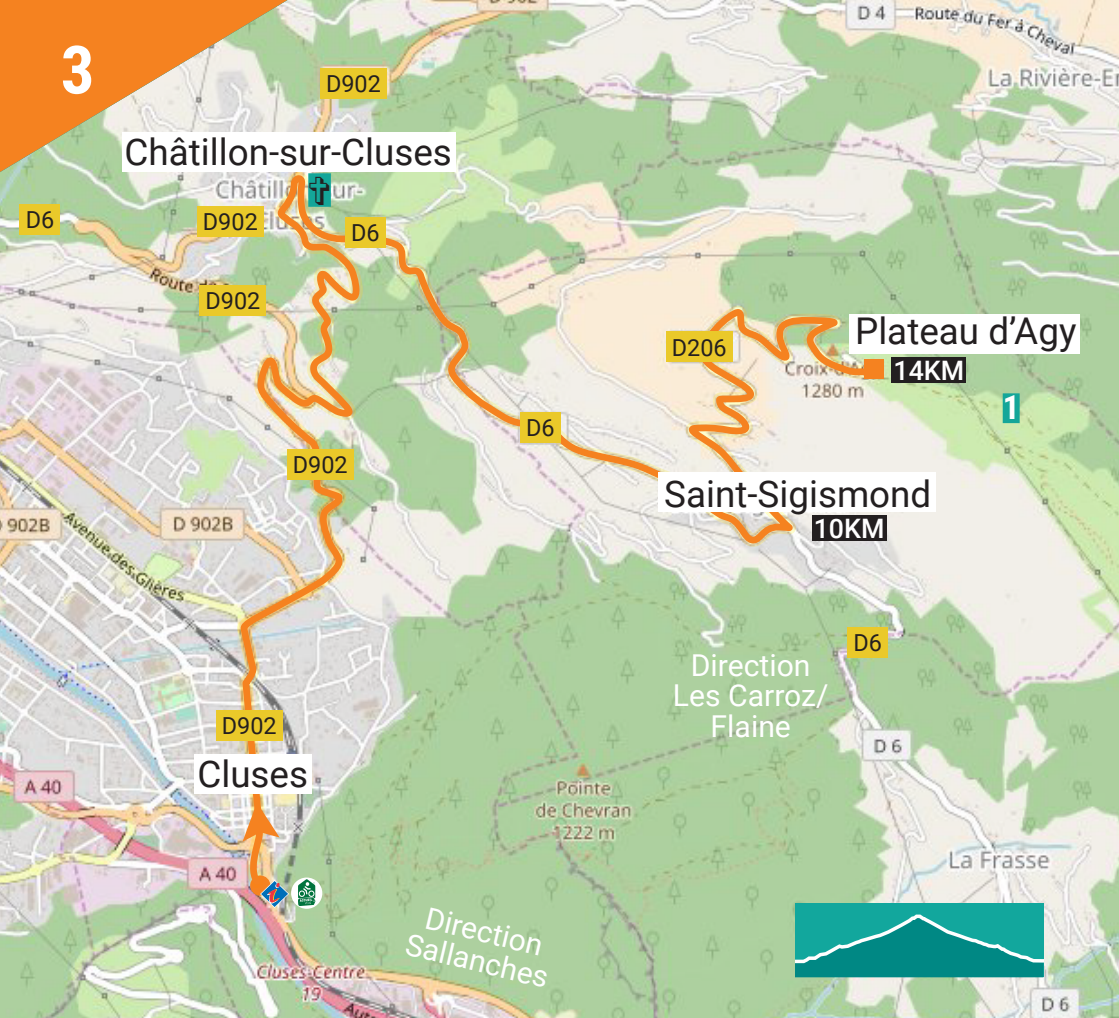 3
D902
D 4
Route du Fer à Cheval
La Rivière-En
D902
Châtillon-sur-Cluses
D6
D902
D6
D902
D206
Plateau d'Agy
14KM
1280 m
1
D6
D902
Saint-Sigismond
10KM
902B
D 902B
Avenue des Glières
D6
Direction
Les Carroz/
Flaine
D902
D 6
Cluses
A 40
Pointe
de Chevran
1222 m
La Frasse
A 40
Direction
Sallanches
Cluses-Centre
19
D 6